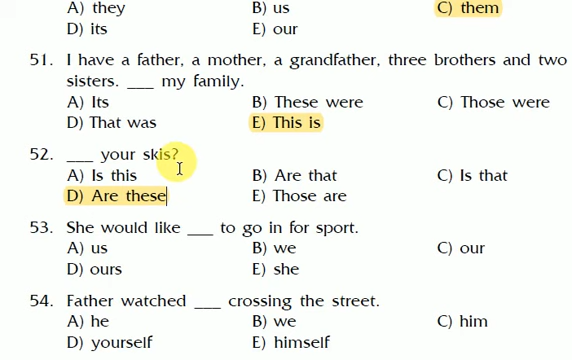 A) they B) us C) them
D) its E) our
51. I have a father, a mother, a grandfather, three brothers and two
sisters. ___ my family.
A) Its B) These were C) Those were
D) That was E) This is
52. ___ your skis?
A) Is this B) Are that C) Is that
D) Are these E) Those are
53. She would like ___ to go in for sport.
A) us B) we C) our
D) ours E) she
54. Father watched ___ crossing the street.
A) he B) we C) him
D) yourself E) himself